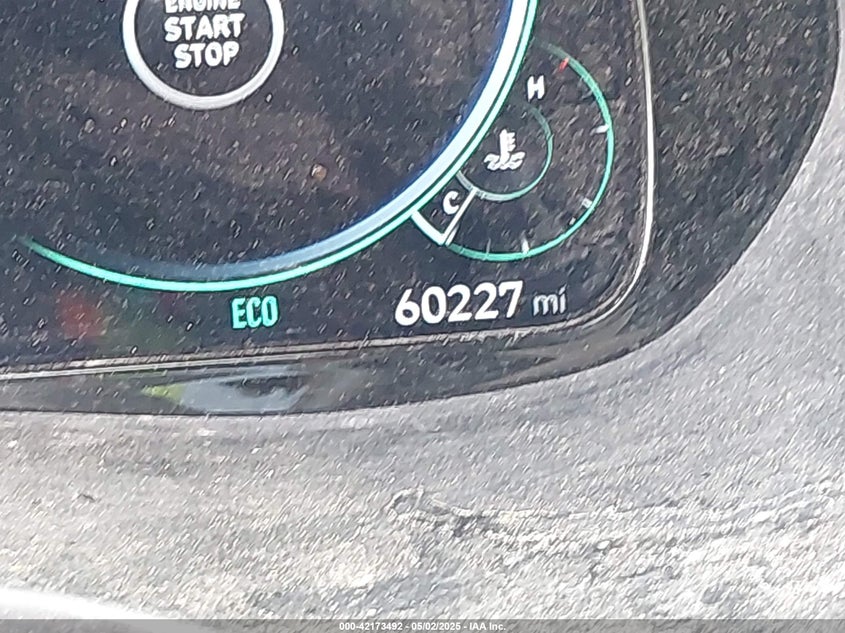 ENGINE
START
STOP
H
C
ECO
60227 mi
000-42173492 - 05/02/2025 - IAA Inc.